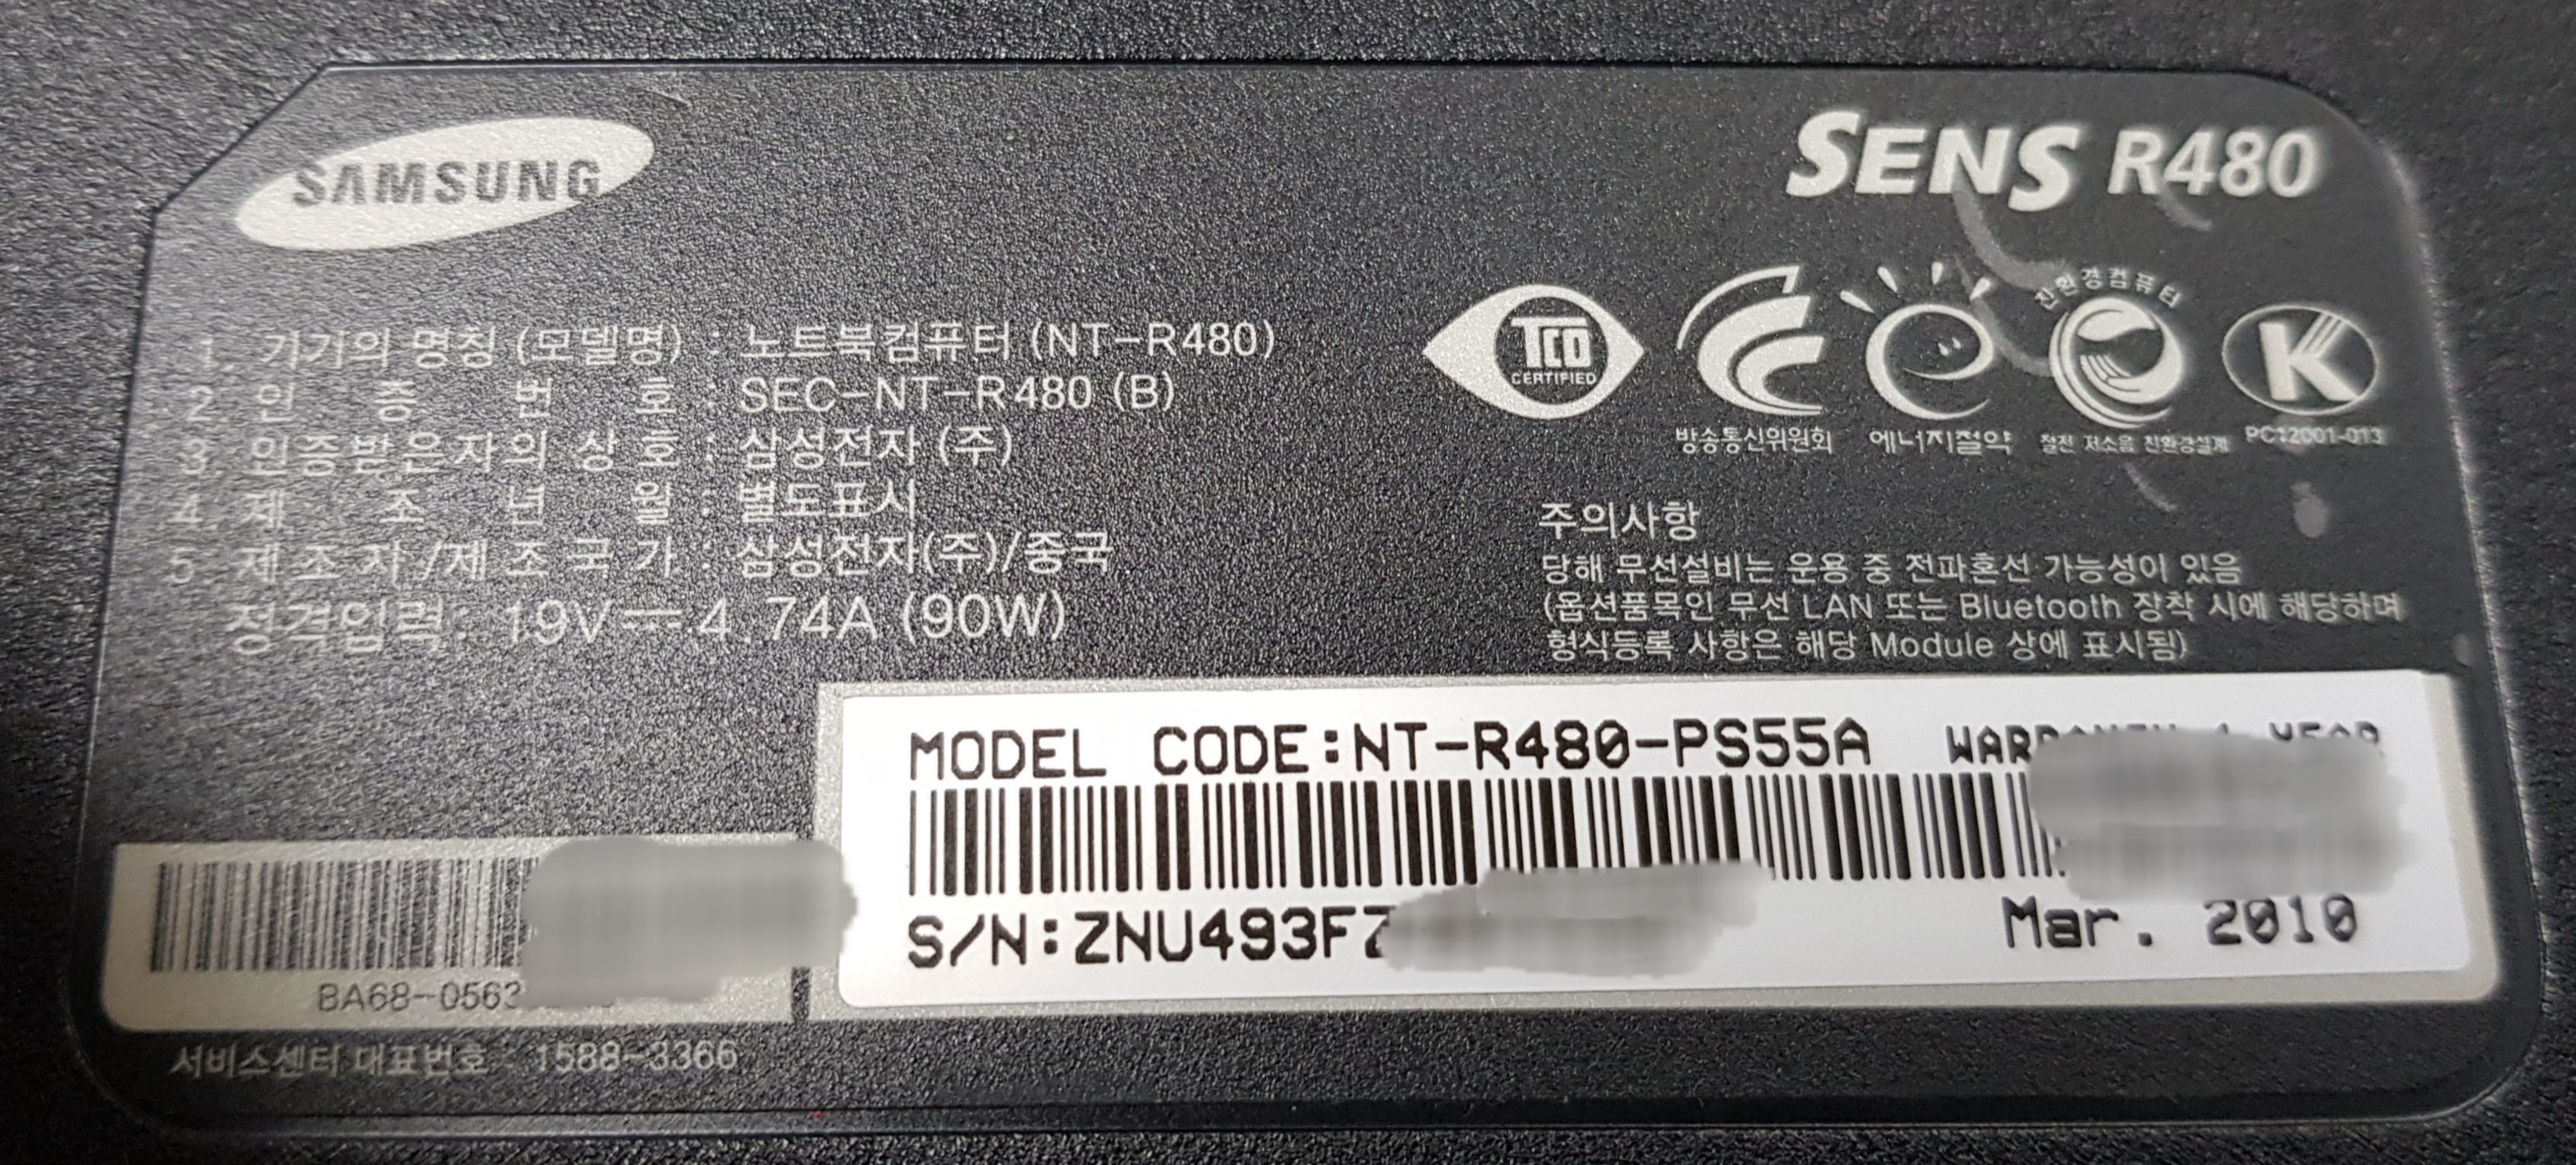 SAMSUNG
SENS R480
1. 기기의 명칭 (모델명) : 노트북컴퓨터 (NT-R480)
2. 인 증 번 호 : SEC-NT-R480 (B)
3. 인증받은자의 상 호 : 삼성전자 (주)
4. 제 조 년 월 : 별도표시
5. 제조자/제조국가 : 삼성전자(주)/중국
정격입력: 19V⎓4.74A (90W)
TCO
CERTIFIED
방송통신위원회
에너지절약
친환경컴퓨터
절전 저소음 친환경설계
K
PC12001-013
주의사항
당해 무선설비는 운용 중 전파혼선 가능성이 있음
(옵션품목인 무선 LAN 또는 Bluetooth 장착 시에 해당하며
형식등록 사항은 해당 Module 상에 표시됨)
MODEL CODE:NT-R480-PS55A
S/N:ZNU493FZ
Mar. 2010
BA68-0563
서비스센터 대표번호 : 1588-3366